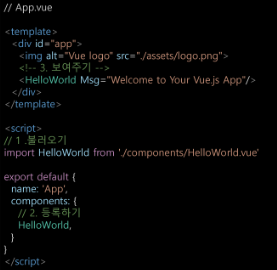 // App.vue
<template>
<div id="app">
<img alt="Vue logo" src="./assets/logo.png">
<!-- 3. 보여주기 -->
<HelloWorld Msg="Welcome to Your Vue.js App"/>
</div>
</template>
<script>
// 1 .불러오기
import HelloWorld from './components/HelloWorld.vue'
export default {
name: 'App',
components: {
// 2. 등록하기
HelloWorld,
}
}
</script>